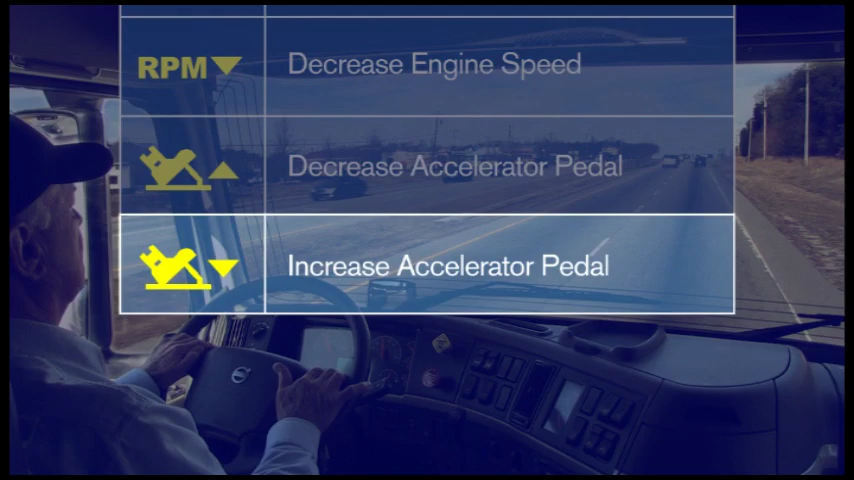 RPM▼ Decrease Engine Speed
Decrease Accelerator Pedal
Increase Accelerator Pedal